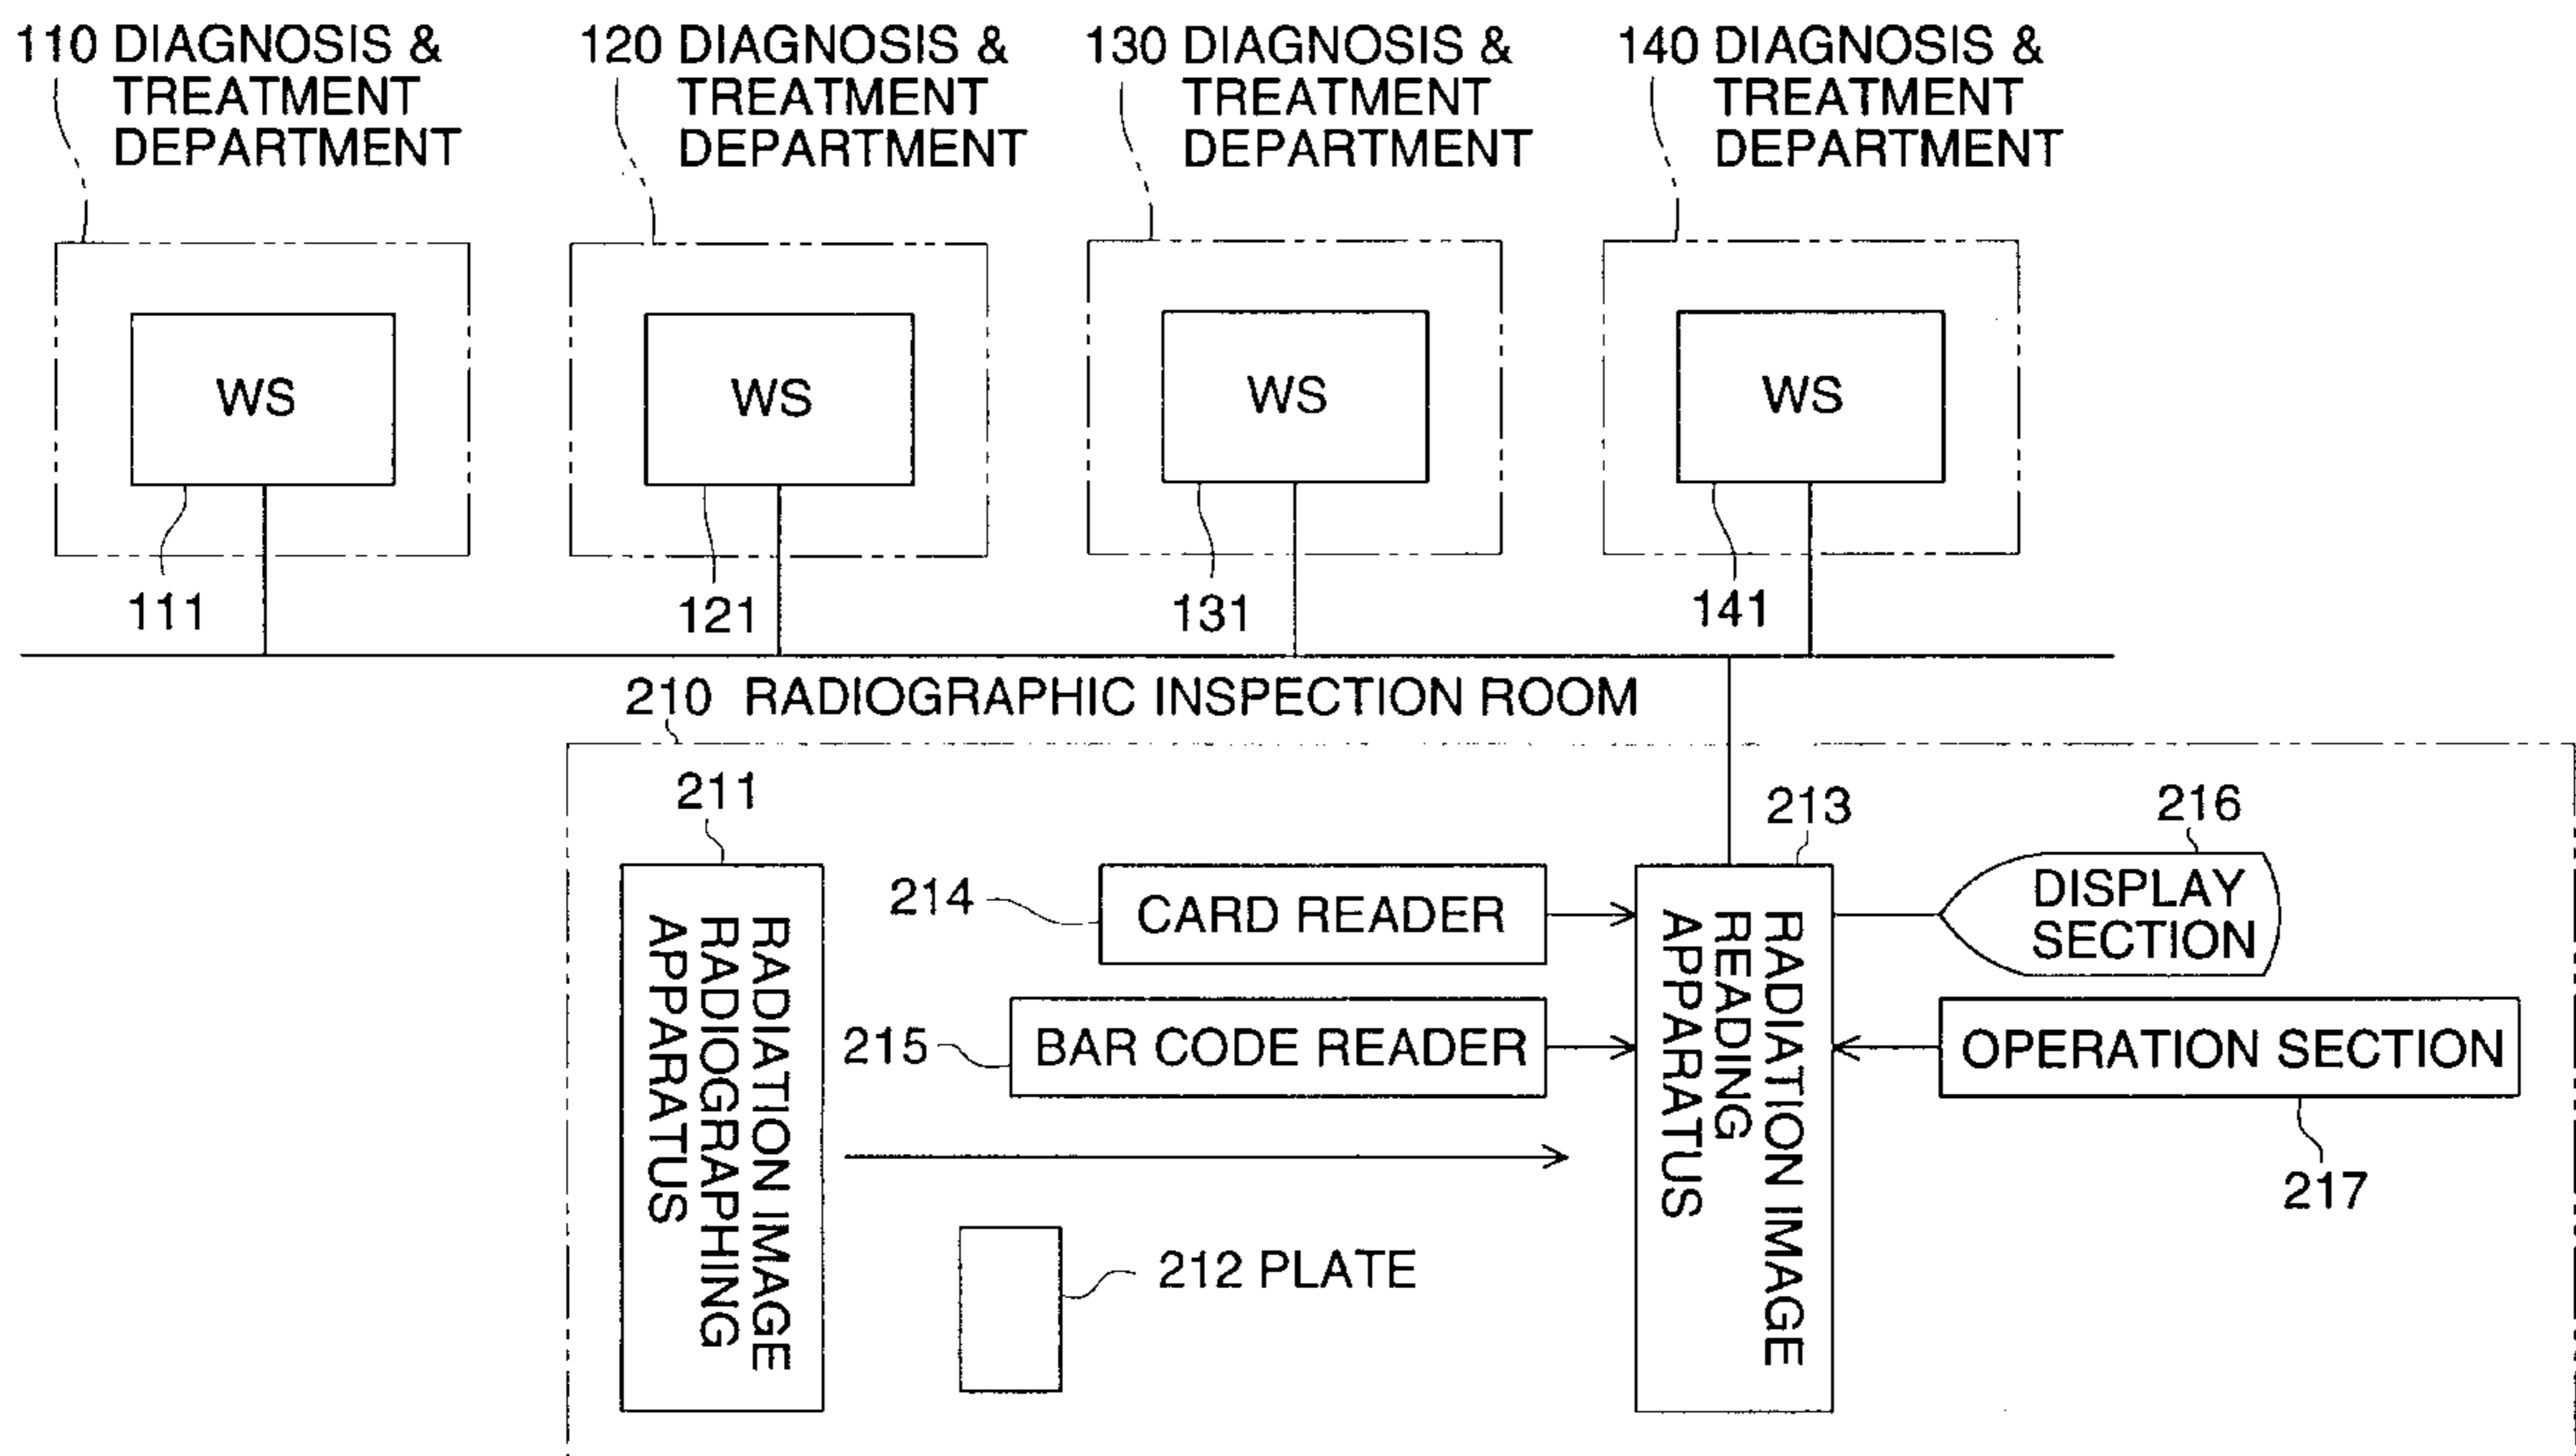 110 DIAGNOSIS &
TREATMENT
DEPARTMENT
120 DIAGNOSIS &
TREATMENT
DEPARTMENT
130 DIAGNOSIS &
TREATMENT
DEPARTMENT
140 DIAGNOSIS &
TREATMENT
DEPARTMENT
WS
WS
WS
WS
111
121
131
141
210 RADIOGRAPHIC INSPECTION ROOM
211
RADIATION IMAGE
RADIOGRAPHING
APPARATUS
214
CARD READER
215
BAR CODE READER
212 PLATE
213
RADIATION IMAGE
READING
APPARATUS
216
DISPLAY
SECTION
OPERATION SECTION
217